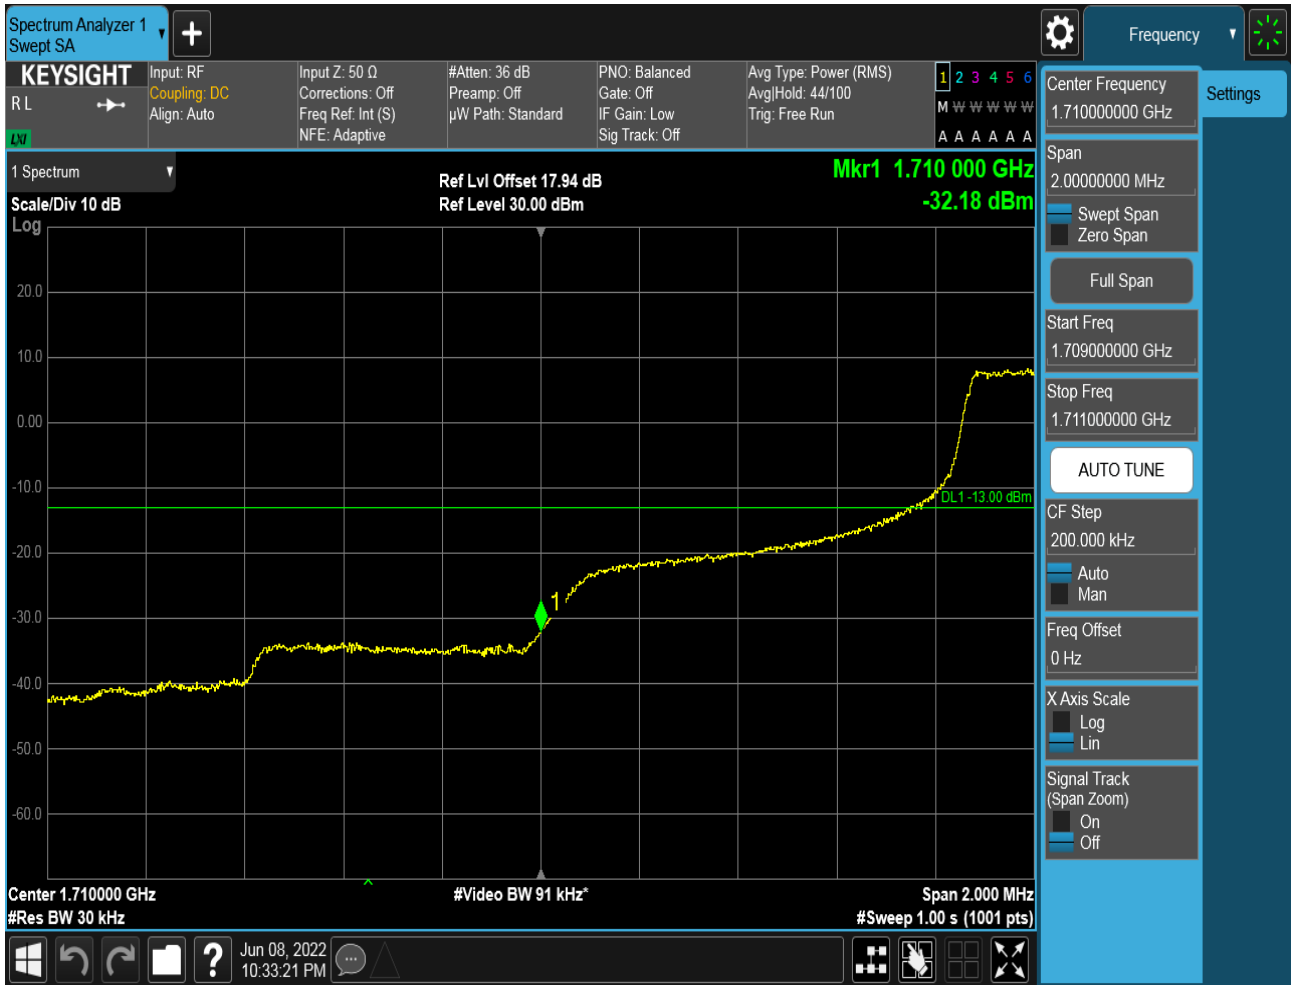 Spectrum Analyzer 1
Swept SA
Frequency
KEYSIGHT
R L
LXI
Input: RF
Coupling: DC
Align: Auto
Input Z: 50 Ω
Corrections: Off
Freq Ref: Int (S)
NFE: Adaptive
#Atten: 36 dB
Preamp: Off
µW Path: Standard
PNO: Balanced
Gate: Off
IF Gain: Low
Sig Track: Off
Avg Type: Power (RMS)
Avg|Hold: 44/100
Trig: Free Run
1 2 3 4 5 6
M W W W W W
A A A A A A
Center Frequency
1.710000000 GHz
Settings
Span
2.00000000 MHz
Swept Span
Zero Span
Full Span
Start Freq
1.709000000 GHz
Stop Freq
1.711000000 GHz
AUTO TUNE
CF Step
200.000 kHz
Auto
Man
Freq Offset
0 Hz
X Axis Scale
Log
Lin
Signal Track
(Span Zoom)
On
Off
1 Spectrum
Scale/Div 10 dB
Log
Ref Lvl Offset 17.94 dB
Ref Level 30.00 dBm
Mkr1 1.710 000 GHz
-32.18 dBm
20.0
10.0
0.00
-10.0
DL1 -13.00 dBm
-20.0
1
-30.0
-40.0
-50.0
-60.0
Center 1.710000 GHz
#Video BW 91 kHz*
Span 2.000 MHz
#Res BW 30 kHz
#Sweep 1.00 s (1001 pts)
?
Jun 08, 2022
10:33:21 PM